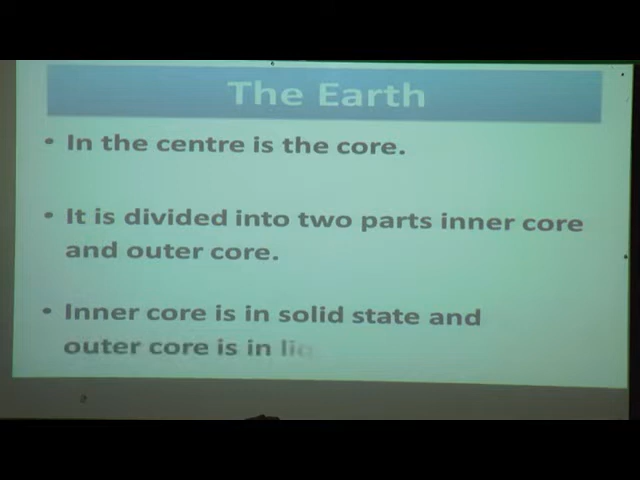 The Earth
• In the centre is the core.
• It is divided into two parts inner core
and outer core.
• Inner core is in solid state and
outer core is in liq